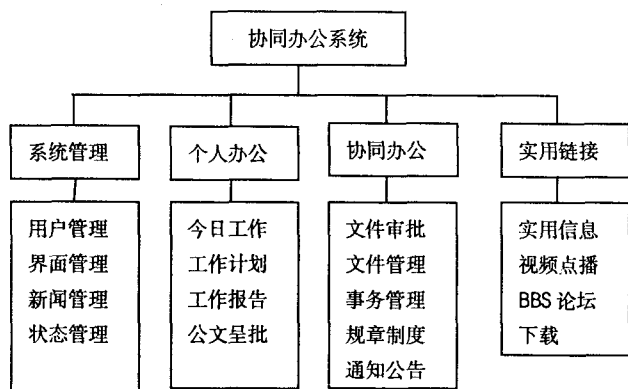 协同办公系统
系统管理
个人办公
协同办公
实用链接
用户管理
界面管理
新闻管理
状态管理
今日工作
工作计划
工作报告
公文呈批
文件审批
文件管理
事务管理
规章制度
通知公告
实用信息
视频点播
BBS 论坛
下载